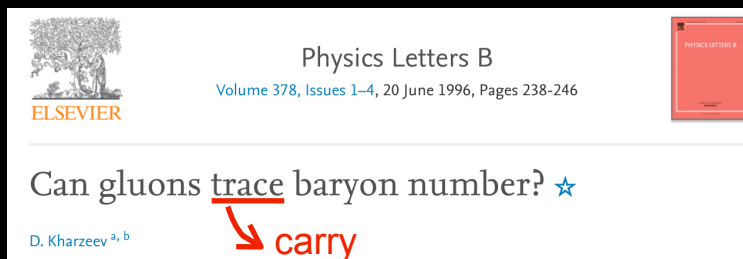 Physics Letters B
PHYSICS LETTERS B
Volume 378, Issues 1–4, 20 June 1996, Pages 238-246
ELSEVIER
Can gluons trace baryon number? ☆
carry
D. Kharzeev a, b